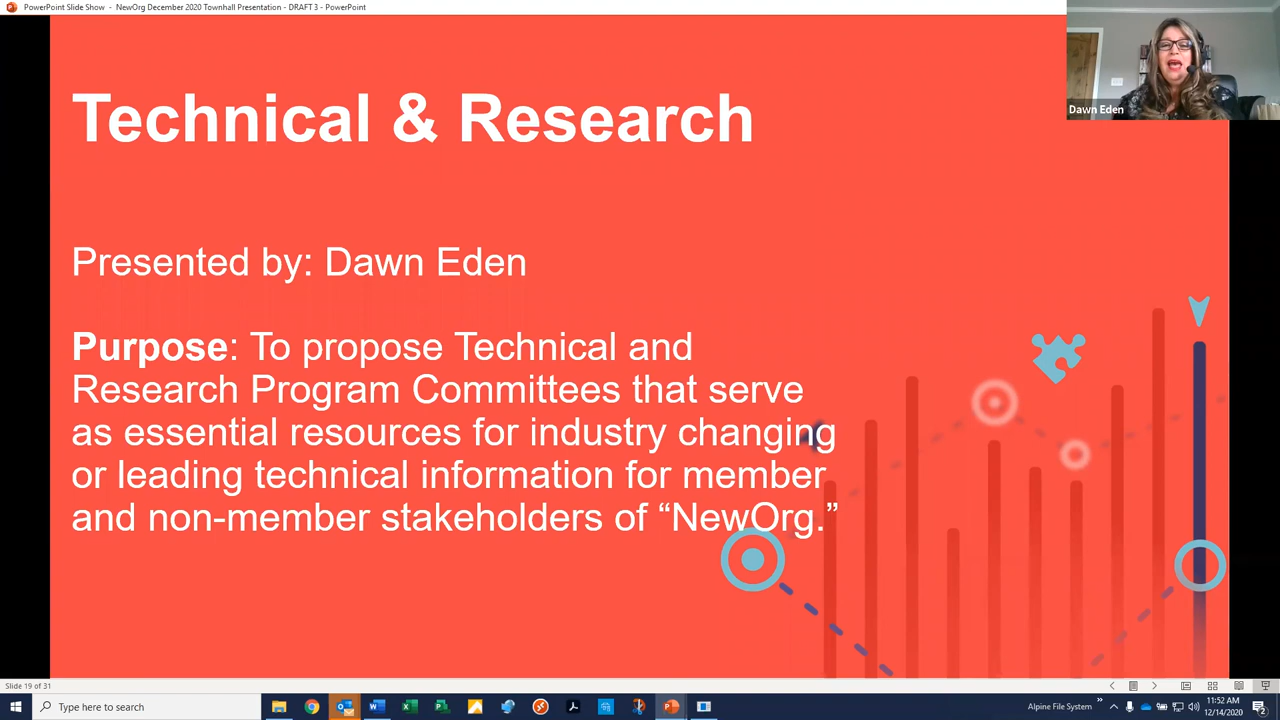 PowerPoint Slide Show - NewOrg December 2020 Townhall Presentation - DRAFT 3 - PowerPoint
Dawn Eden
Technical & Research
Presented by: Dawn Eden
Purpose: To propose Technical and
Research Program Committees that serve
as essential resources for industry changing
or leading technical information for member
and non-member stakeholders of “NewOrg.”
Slide 19 of 31
Type here to search
Alpine File System
11:52 AM
12/14/2020
2